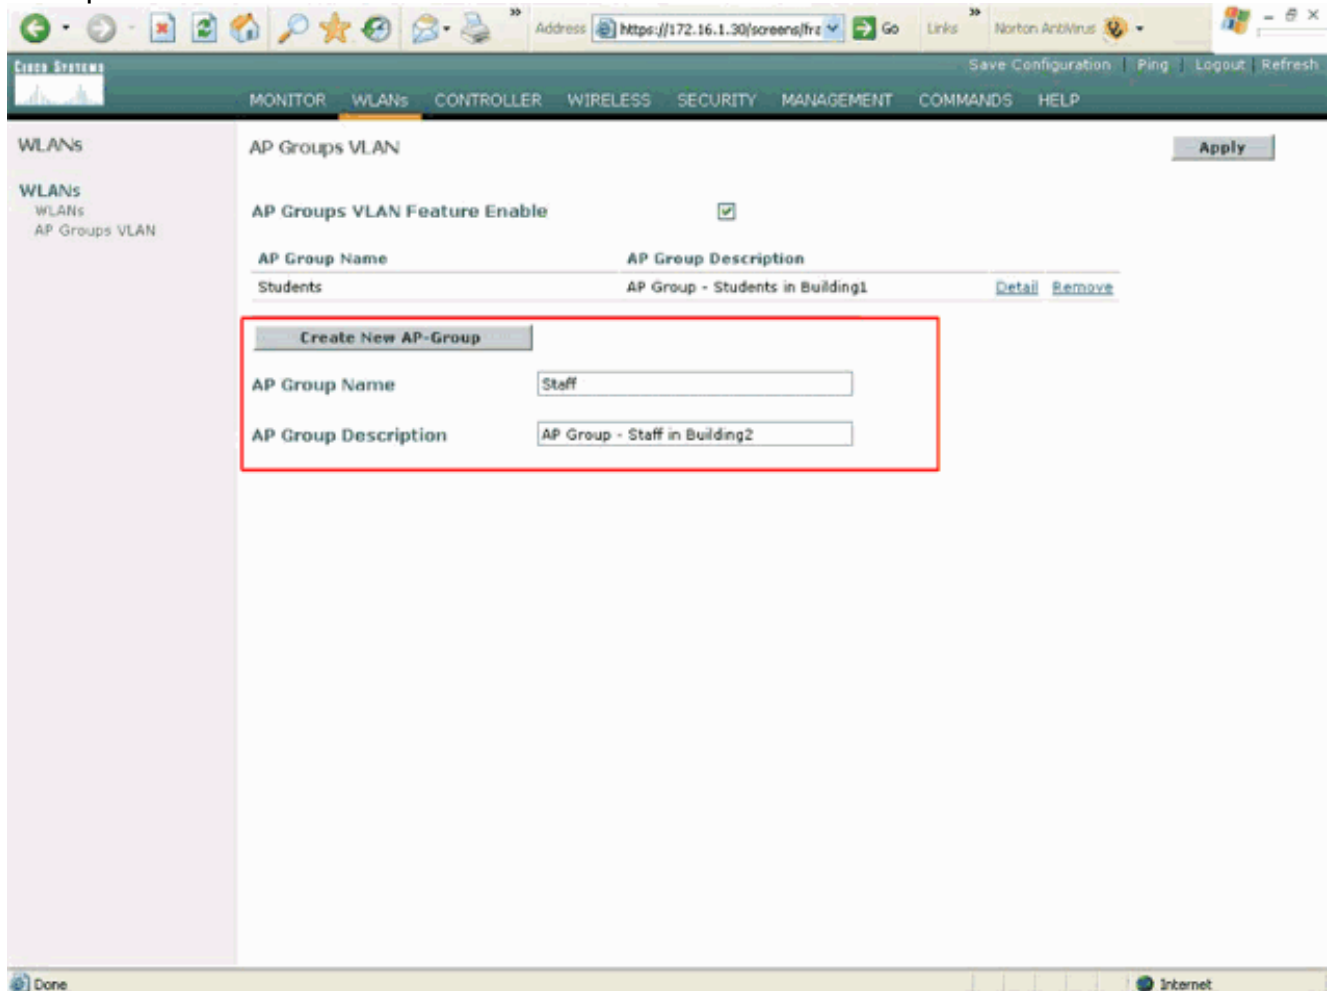 Address https://172.16.1.30/screens/fra Go Links Norton AntiVirus
CISCO SYSTEMS
Save Configuration Ping Logout Refresh
MONITOR WLANs CONTROLLER WIRELESS SECURITY MANAGEMENT COMMANDS HELP
WLANs
WLANs
WLANs
AP Groups VLAN
AP Groups VLAN
Apply
AP Groups VLAN Feature Enable
AP Group Name AP Group Description
Students AP Group - Students in Building1 Detail Remove
Create New AP-Group
AP Group Name Staff
AP Group Description AP Group - Staff in Building2
Done Internet